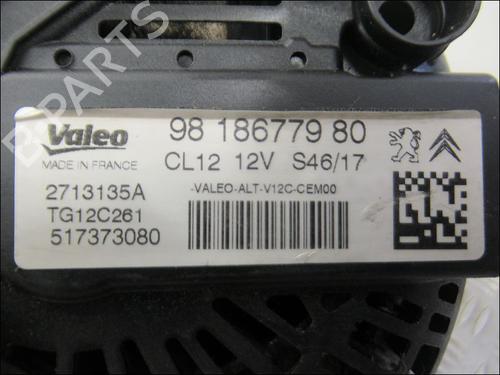 B-PARTS
Valeo
MADE IN FRANCE
98 186779 80
CL12 12V S46/17
2713135A
TG12C261
517373080
-VALEO-ALT-V12C-CEM00